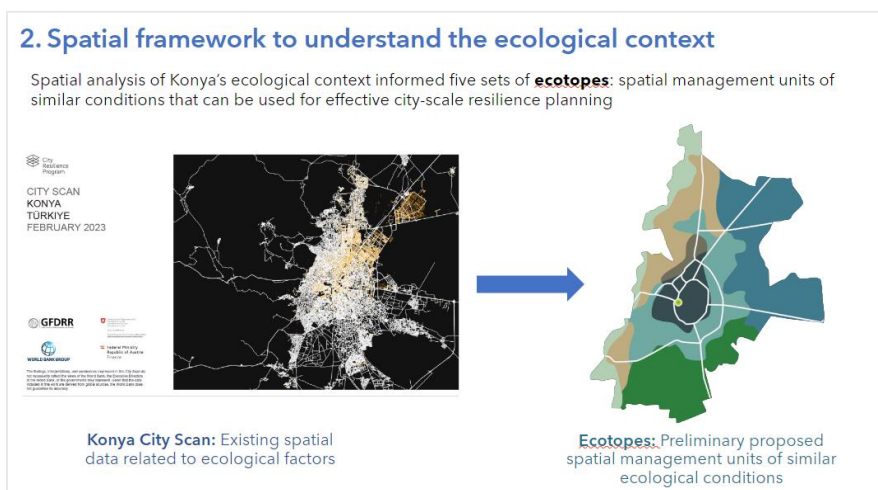 2. Spatial framework to understand the ecological context
Spatial analysis of Konya's ecological context informed five sets of ecotopes: spatial management units of
similar conditions that can be used for effective city-scale resilience planning
City
Resilience
Program
CITY SCAN
KONYA
TÜRKIYE
FEBRUARY 2023
GFDRR
WORLD BANK GROUP
Federal Ministry
Republic of Austria
Finance
Konya City Scan: Existing spatial
data related to ecological factors
Ecotopes: Preliminary proposed
spatial management units of similar
ecological conditions